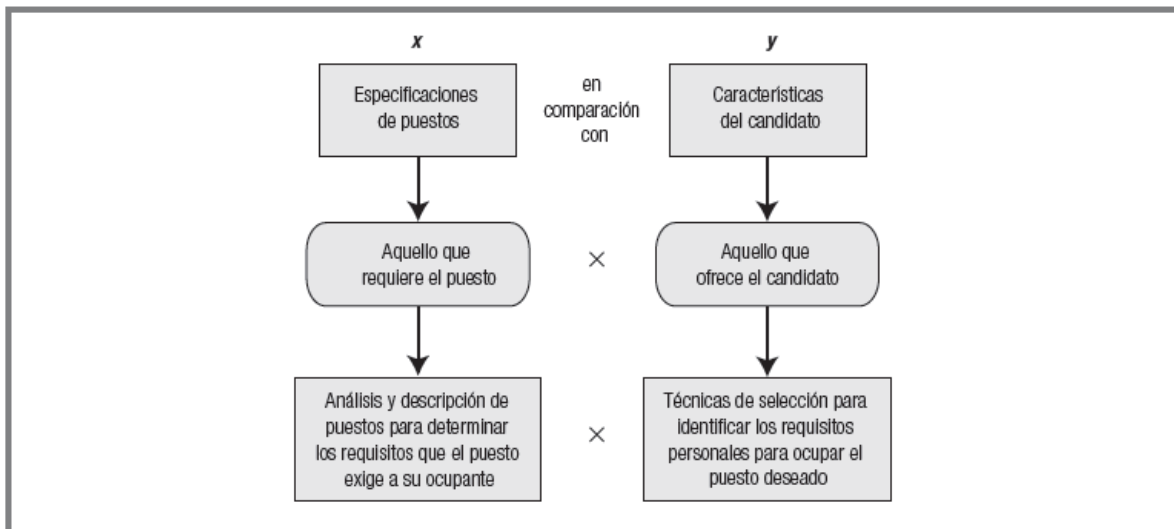 x
y
Especificaciones
de puestos
en
comparación
con
Características
del candidato
Aquello que
requiere el puesto
×
Aquello que
ofrece el candidato
Análisis y descripción de
puestos para determinar
los requisitos que el puesto
exige a su ocupante
×
Técnicas de selección para
identificar los requisitos
personales para ocupar el
puesto deseado